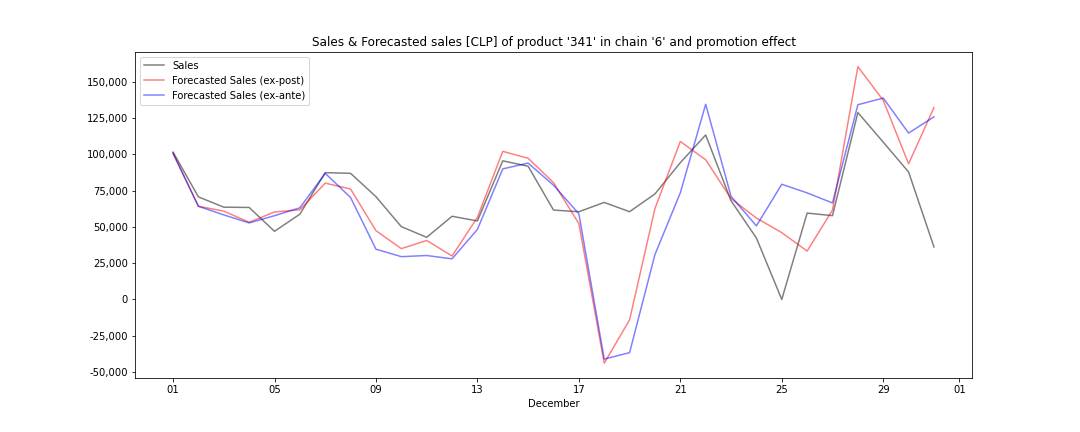 Sales & Forecasted sales [CLP] of product '341' in chain '6' and promotion effect
Sales
Forecasted Sales (ex-post)
Forecasted Sales (ex-ante)
150,000
125,000
100,000
75,000
50,000
25,000
0
-25,000
-50,000
01 05 09 13 17 21 25 29 01
December